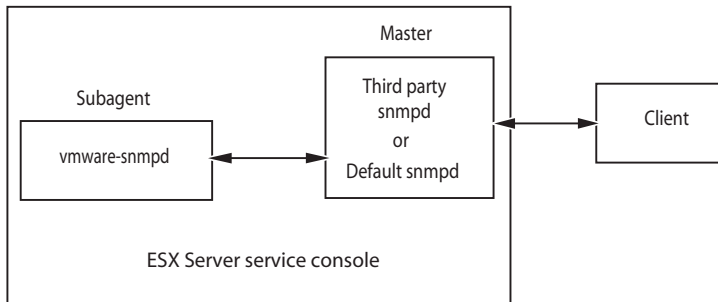 Master
Third party
snmpd
or
Default snmpd
Subagent
vmware-snmpd
Client
ESX Server service console